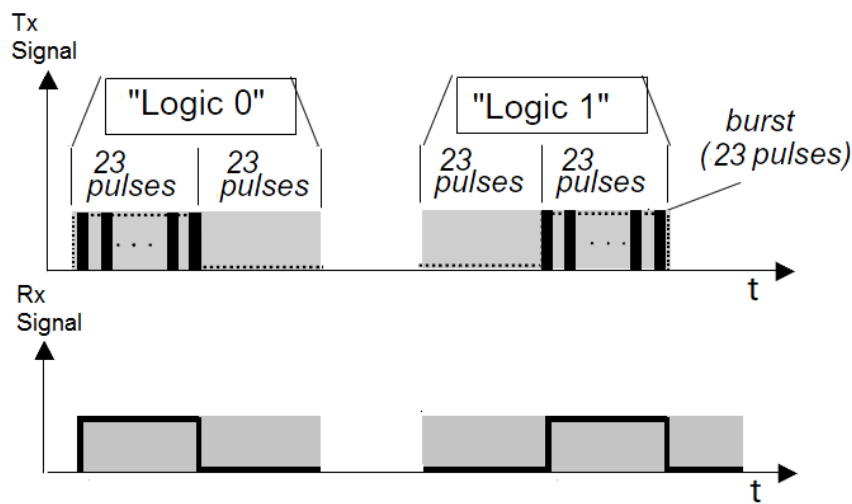 Tx
Signal
"Logic 0"
"Logic 1"
burst
(23 pulses)
23
pulses
23
pulses
23
pulses
23
pulses
. . .
. . .
t
Rx
Signal
t